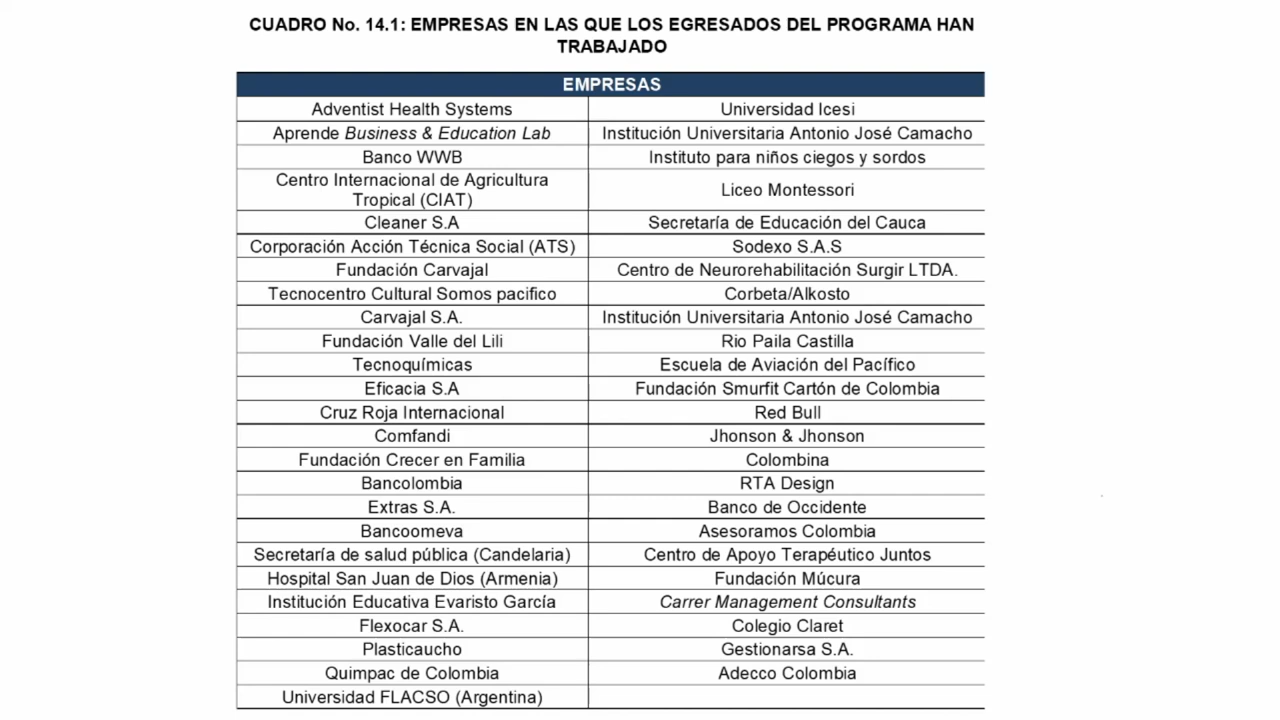 CUADRO No. 14.1: EMPRESAS EN LAS QUE LOS EGRESADOS DEL PROGRAMA HAN
TRABAJADO
EMPRESAS
Adventist Health Systems
Universidad Icesi
Aprende Business & Education Lab
Institución Universitaria Antonio José Camacho
Banco WWB
Instituto para niños ciegos y sordos
Centro Internacional de Agricultura
Tropical (CIAT)
Liceo Montessori
Cleaner S.A
Secretaría de Educación del Cauca
Corporación Acción Técnica Social (ATS)
Sodexo S.A.S
Fundación Carvajal
Centro de Neurorehabilitación Surgir LTDA.
Tecnocentro Cultural Somos pacifico
Corbeta/Alkosto
Carvajal S.A.
Institución Universitaria Antonio José Camacho
Fundación Valle del Lili
Rio Paila Castilla
Tecnoquímicas
Escuela de Aviación del Pacífico
Eficacia S.A
Fundación Smurfit Cartón de Colombia
Cruz Roja Internacional
Red Bull
Comfandi
Jhonson & Jhonson
Fundación Crecer en Familia
Colombina
Bancolombia
RTA Design
Extras S.A.
Banco de Occidente
Bancoomeva
Asesoramos Colombia
Secretaría de salud pública (Candelaria)
Centro de Apoyo Terapéutico Juntos
Hospital San Juan de Dios (Armenia)
Fundación Múcura
Institución Educativa Evaristo García
Carrer Management Consultants
Flexocar S.A.
Colegio Claret
Plasticaucho
Gestionarsa S.A.
Quimpac de Colombia
Adecco Colombia
Universidad FLACSO (Argentina)